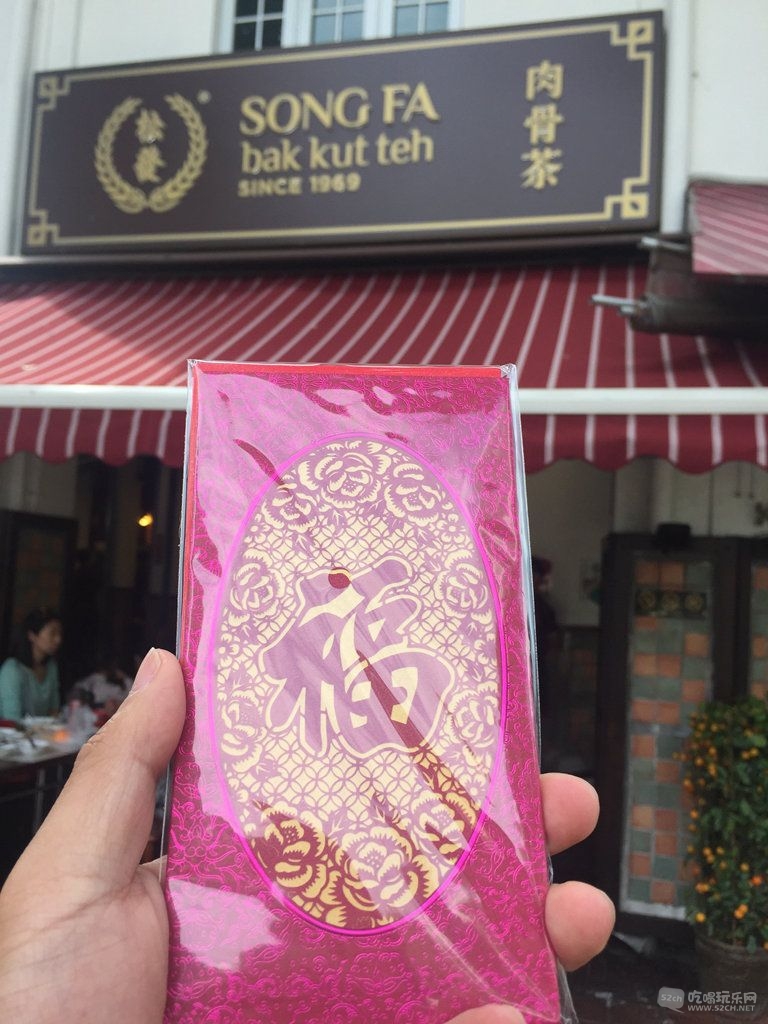 松發
SONG FA
bak kut teh
SINCE 1969
肉骨茶
福
52ch 吃喝玩乐网
WWW.52CH.NET